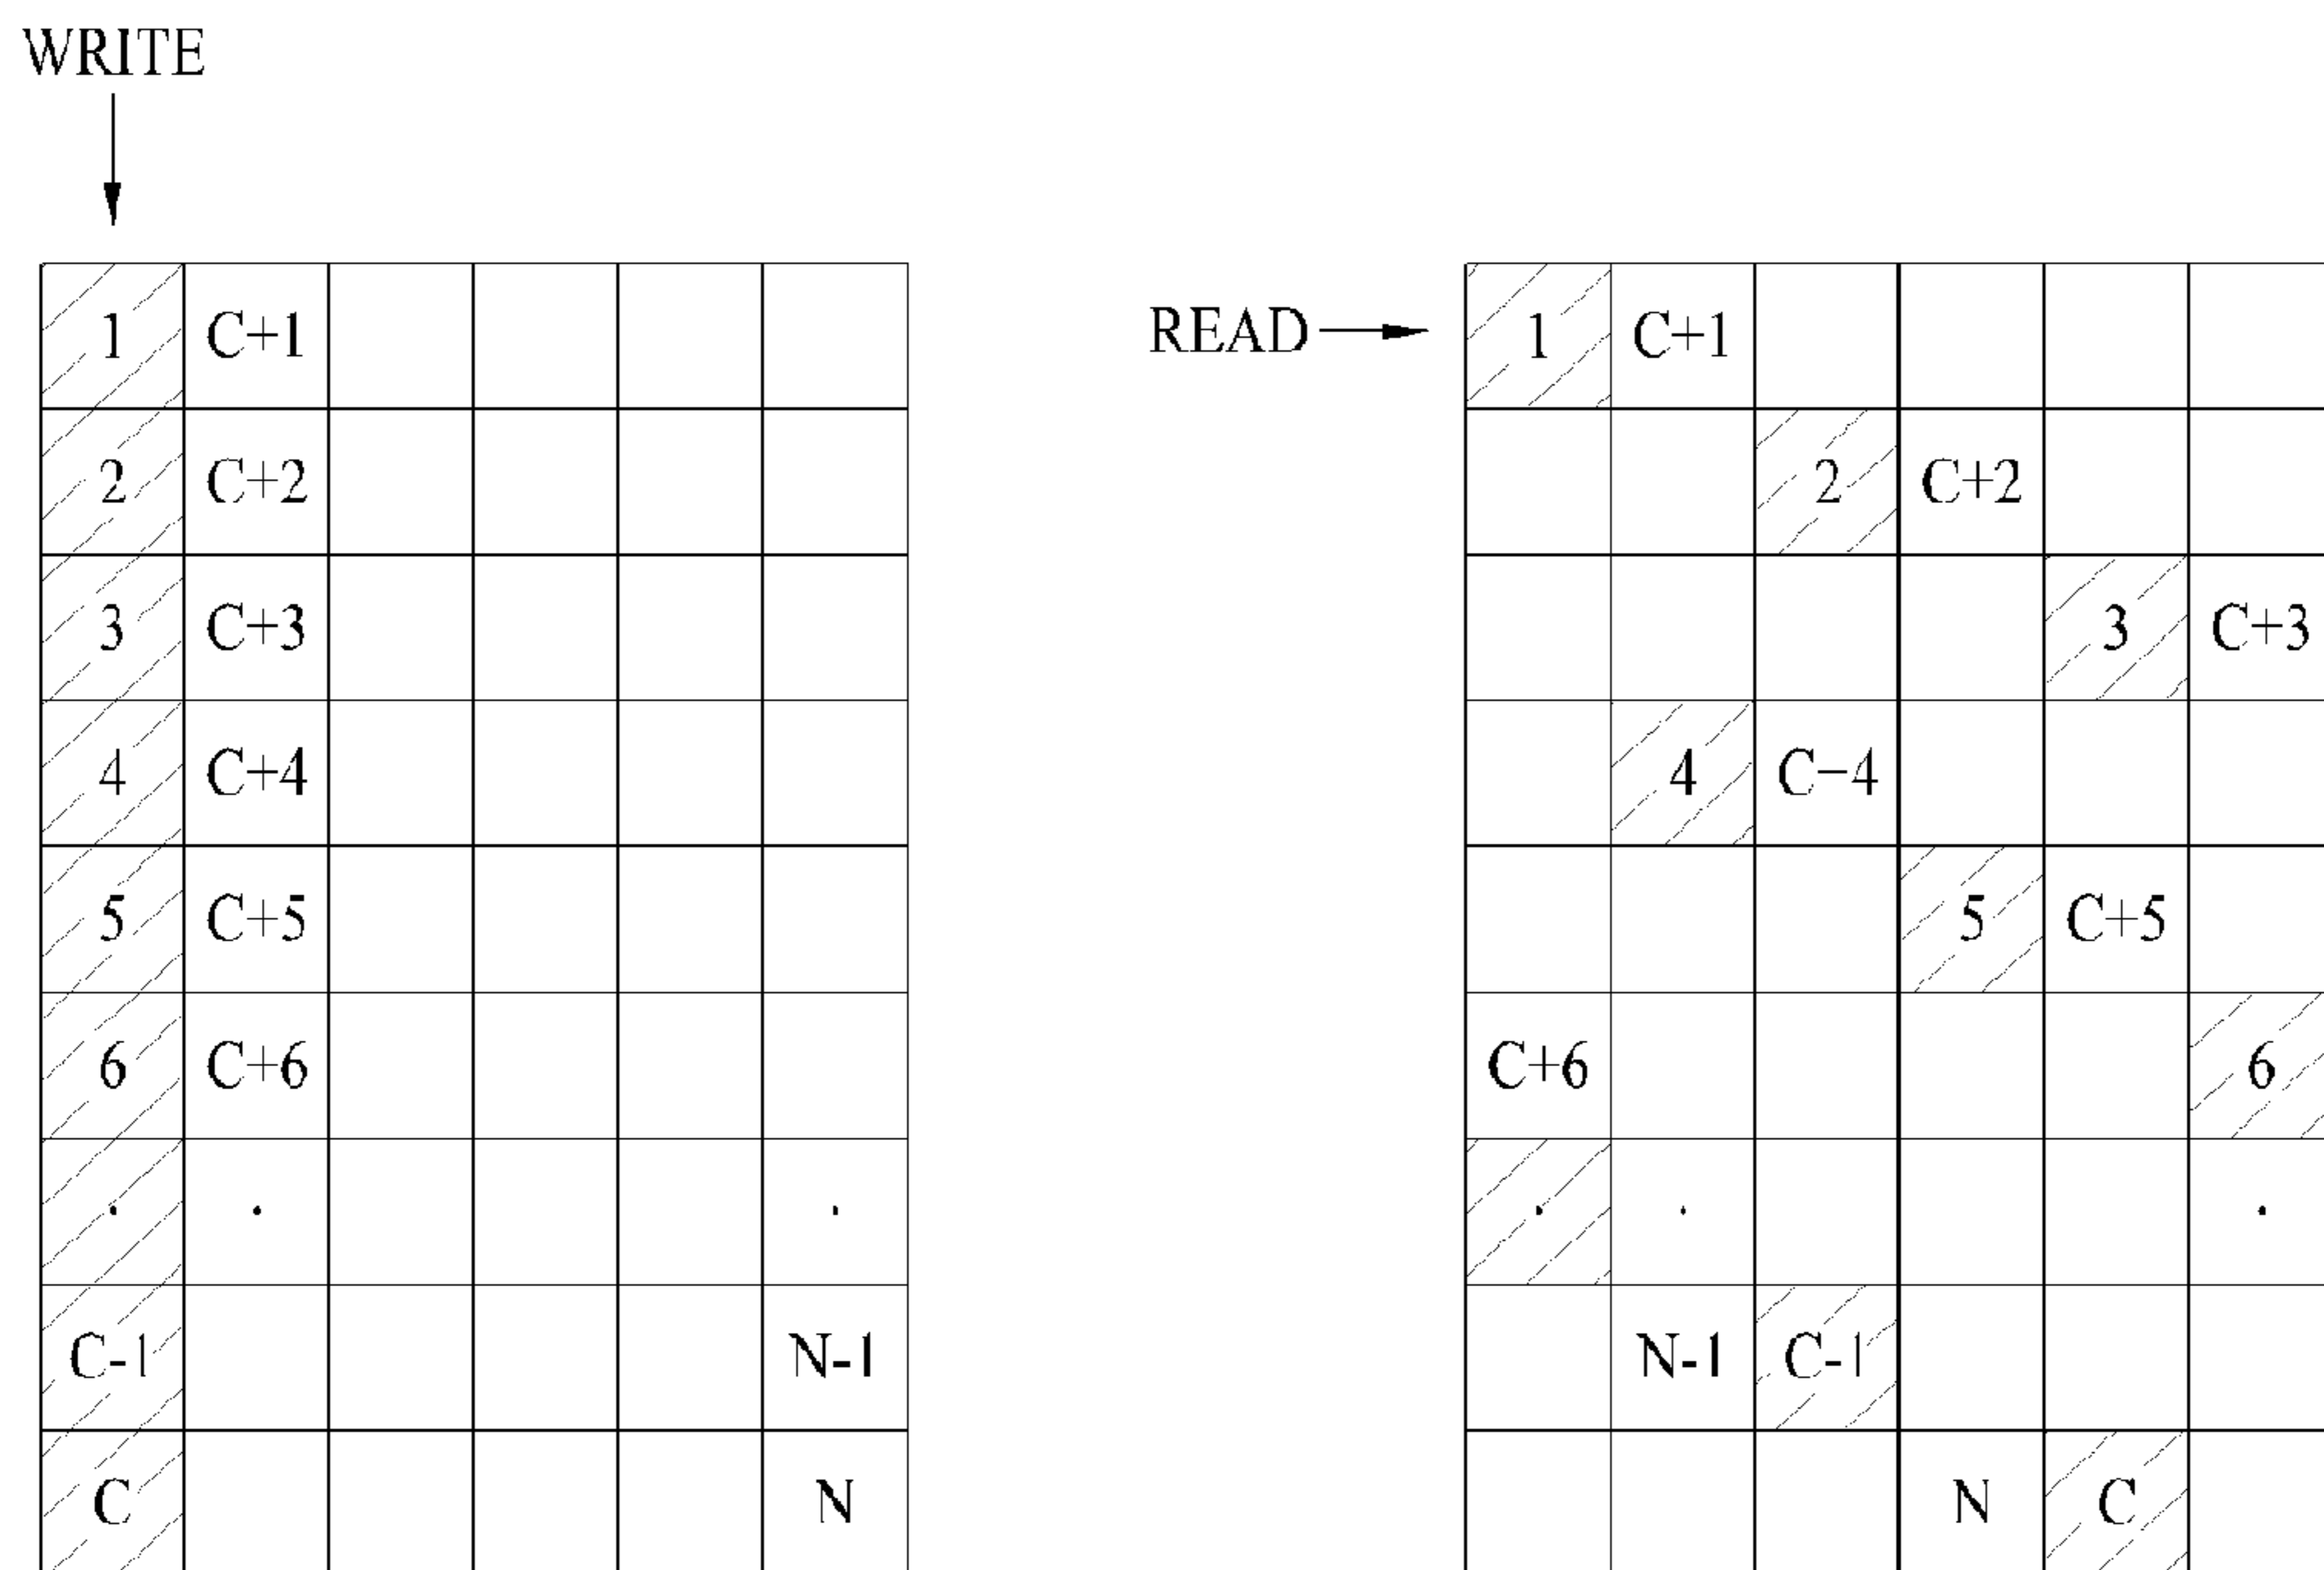 WRITE
1 C+1
2 C+2
3 C+3
4 C+4
5 C+5
6 C+6
. . .
C-1 N-1
C N
READ
1 C+1
2 C+2
3 C+3
4 C−4
5 C+5
C+6 6
. . .
N-1 C-1
N C